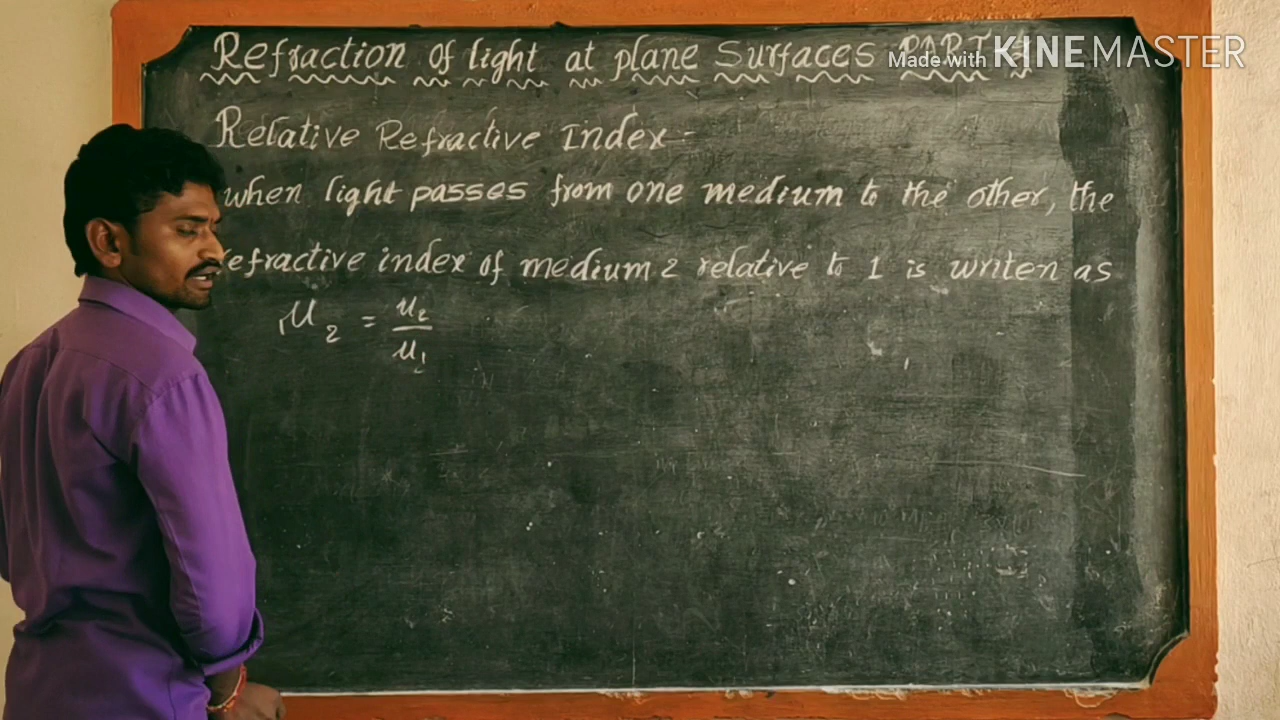 Refraction of light at plane Surfaces PART
Made with KINEMASTER
Relative Refractive Index -
when light passes from one medium to the other, the
refractive index of medium 2 relative to 1 is writen as
₁μ₂ = μ₂/μ₁